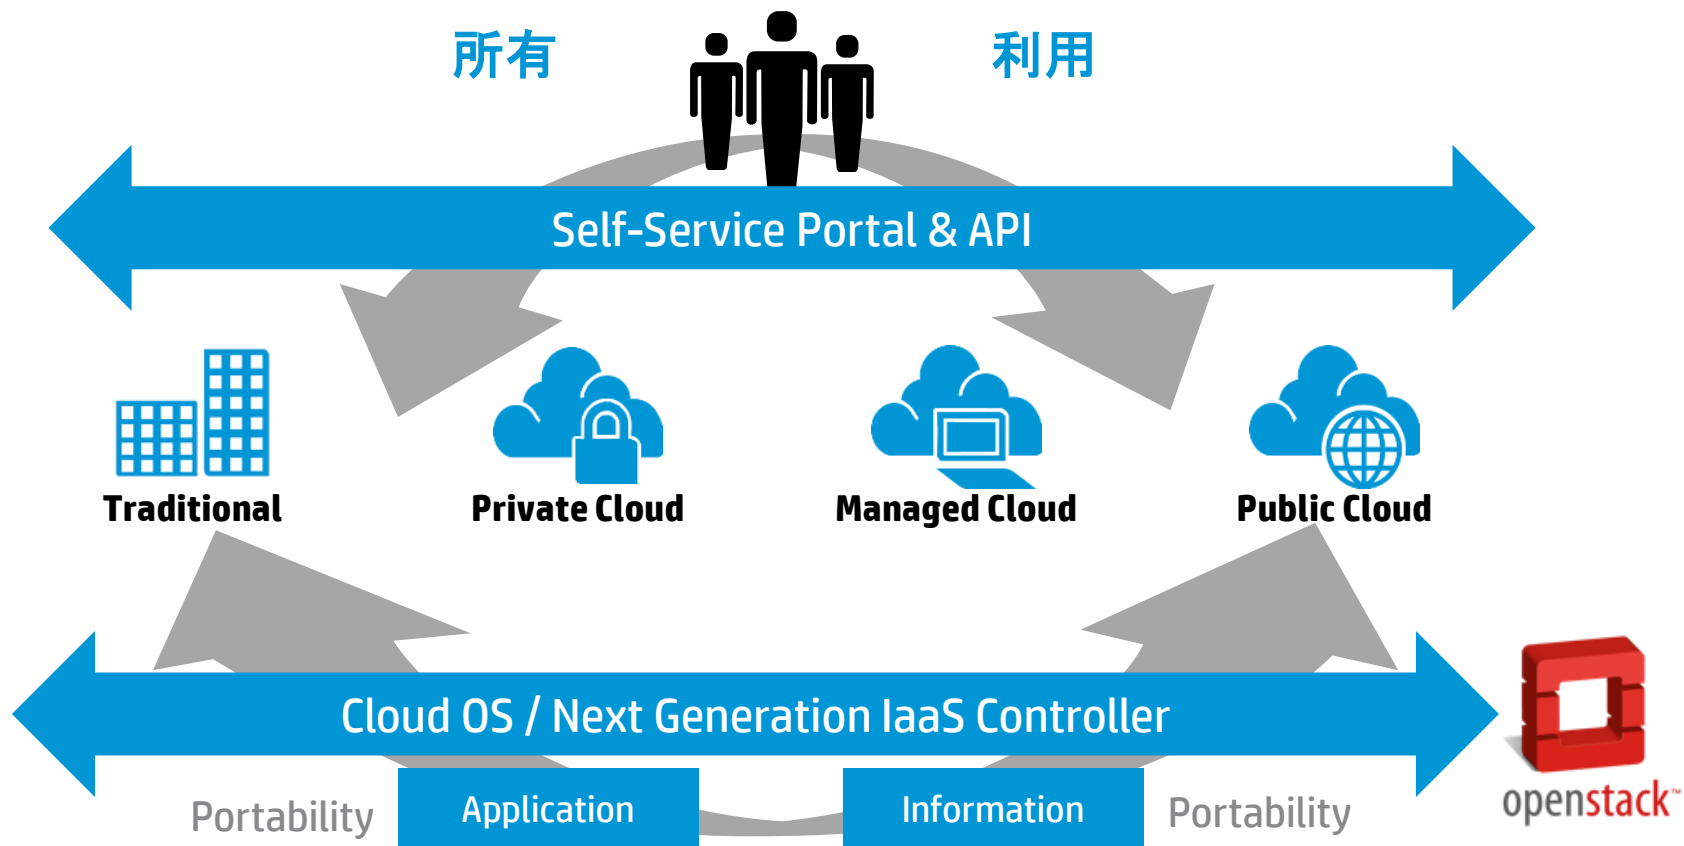 所有
利用
Self-Service Portal & API
Traditional
Private Cloud
Managed Cloud
Public Cloud
Cloud OS / Next Generation IaaS Controller
Portability
Application
Information
Portability
openstack™